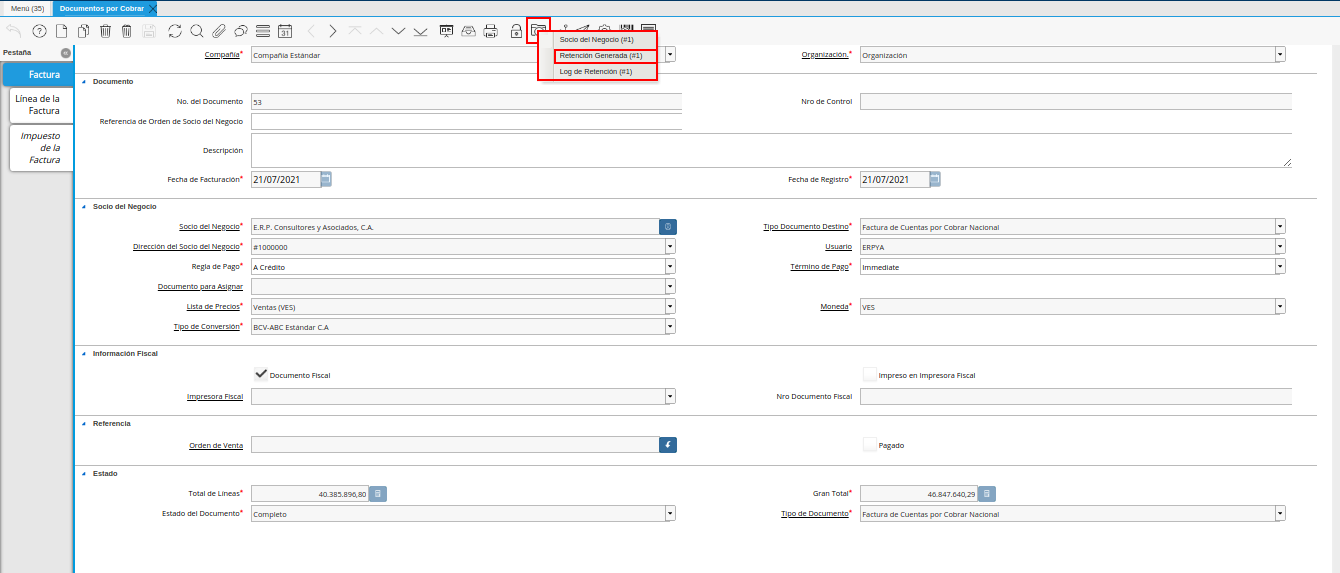 Menú (35)
Documentos por Cobrar
31
Socio del Negocio (#1)
Retención Generada (#1)
Log de Retención (#1)
Pestaña
Factura
Línea de la
Factura
Impuesto
de la
Factura
Compañía* Compañía Estándar
Organización* Organización
Documento
No. del Documento 53
Nro de Control
Referencia de Orden de Socio del Negocio
Descripción
Fecha de Facturación* 21/07/2021
Fecha de Registro* 21/07/2021
Socio del Negocio
Socio del Negocio* E.R.P. Consultores y Asociados, C.A.
Tipo Documento Destino* Factura de Cuentas por Cobrar Nacional
Dirección del Socio del Negocio* #1000000
Usuario ERPYA
Regla de Pago* A Crédito
Término de Pago* Immediate
Documento para Asignar
Lista de Precios* Ventas (VES)
Moneda* VES
Tipo de Conversión* BCV-ABC Estándar C.A
Información Fiscal
Documento Fiscal
Impreso en Impresora Fiscal
Impresora Fiscal
Nro Documento Fiscal
Referencia
Orden de Venta
Pagado
Estado
Total de Líneas* 40.385.896,80
Gran Total* 46.847.640,29
Estado del Documento* Completo
Tipo de Documento* Factura de Cuentas por Cobrar Nacional